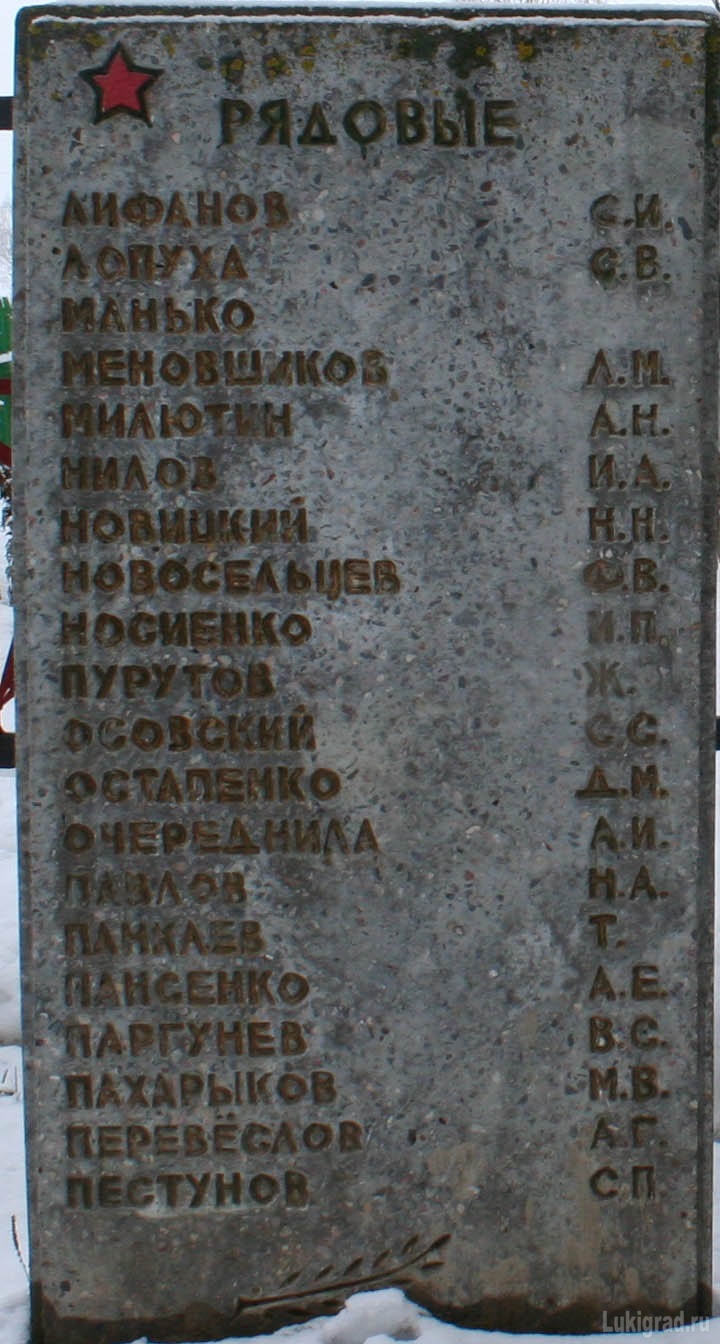 РЯДОВЫЕ
ЛИФАНОВ С.И.
ЛОПУХА С.В.
МАНЬКО
МЕНОВЩИКОВ Л.М.
МИЛЮТИН А.Н.
НИЛОВ И.А.
НОВИЦКИЙ Н.Н.
НОВОСЕЛЬЦЕВ Ф.В.
НОСИЕНКО И.П.
ПУРУТОВ Ж.
ОСОВСКИЙ С.С.
ОСТАПЕНКО Д.М.
ОЧЕРЕДНИЛА А.И.
ПАВЛОВ Н.А.
Т.
ПАНСЕНКО А.Е.
ПАРГУНЕВ В.С.
ПАХАРЫКОВ М.В.
ПЕРЕВЁСЛОВ А.Г.
ПЕСТУНОВ С.П
Lukigrad.ru